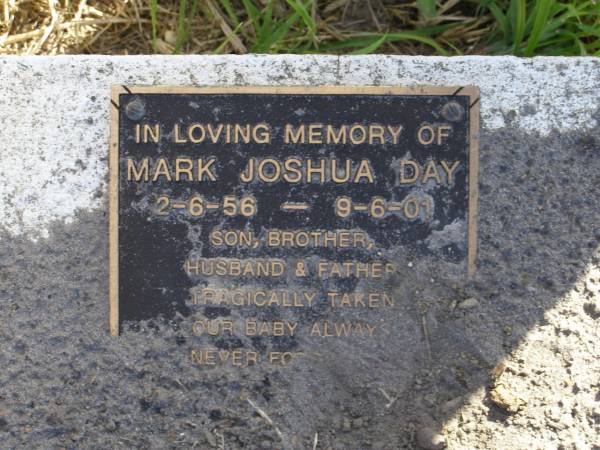 IN LOVING MEMORY OF
MARK JOSHUA DAY
2-6-56 — 9-6-01
SON, BROTHER,
HUSBAND & FATHER
TRAGICALLY TAKEN
OUR BABY ALWAYS
NEVER